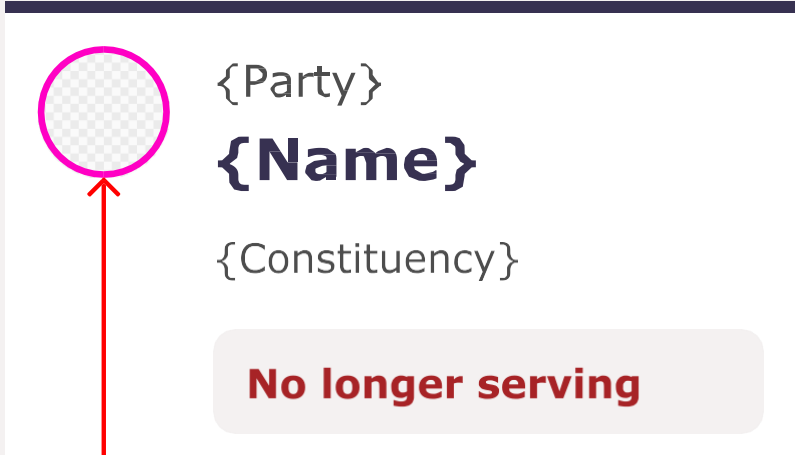 {Party}
{Name}
{Constituency}
No longer serving